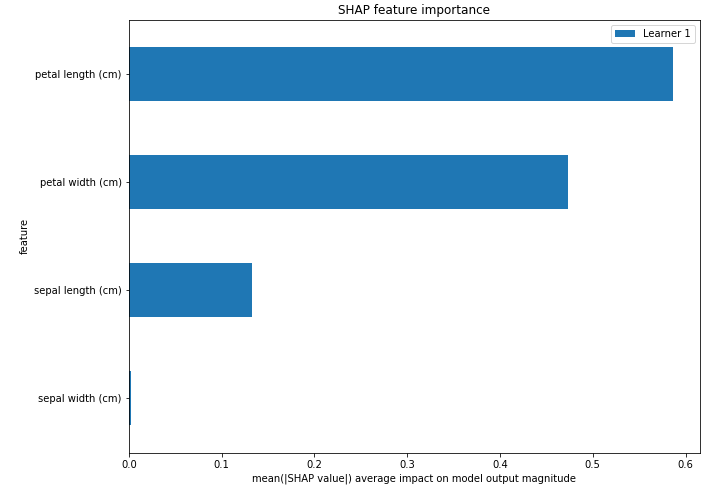 SHAP feature importance
Learner 1
petal length (cm)
petal width (cm)
sepal length (cm)
sepal width (cm)
feature
0.0 0.1 0.2 0.3 0.4 0.5 0.6
mean(|SHAP value|) average impact on model output magnitude